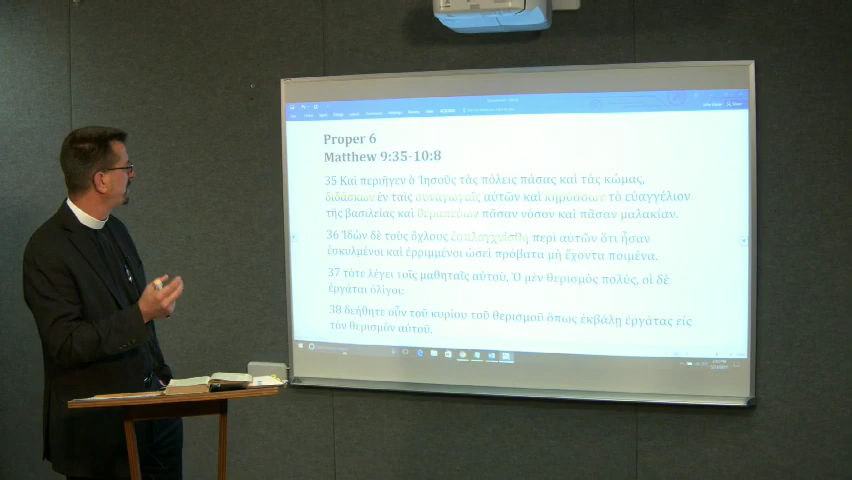 Proper 6
Matthew 9:35-10:8
35 Καὶ περιῆγεν ὁ Ἰησοῦς τὰς πόλεις πάσας καὶ τὰς κώμας,
διδάσκων ἐν ταῖς συναγωγαῖς αὐτῶν καὶ κηρύσσων τὸ εὐαγγέλιον
τῆς βασιλείας καὶ θεραπεύων πᾶσαν νόσον καὶ πᾶσαν μαλακίαν.
36 Ἰδὼν δὲ τοὺς ὄχλους ἐσπλαγχνίσθη περὶ αὐτῶν ὅτι ἦσαν
ἐσκυλμένοι καὶ ἐρριμμένοι ὡσεὶ πρόβατα μὴ ἔχοντα ποιμένα.
37 τότε λέγει τοῖς μαθηταῖς αὐτοῦ, Ὁ μὲν θερισμὸς πολύς, οἱ δὲ
ἐργάται ὀλίγοι:
38 δεήθητε οὖν τοῦ κυρίου τοῦ θερισμοῦ ὅπως ἐκβάλῃ ἐργάτας εἰς
τὸν θερισμὸν αὐτοῦ.